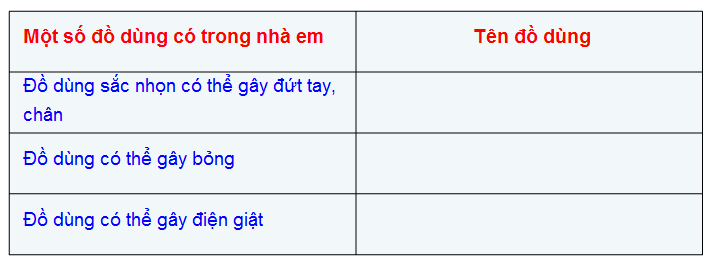 Một số đồ dùng có trong nhà em
Tên đồ dùng
Đồ dùng sắc nhọn có thể gây đứt tay,
chân
Đồ dùng có thể gây bỏng
Đồ dùng có thể gây điện giật